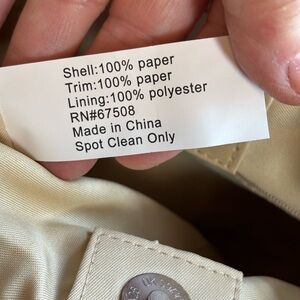 Shell:100% paper
Trim:100% paper
Lining:100% polyester
RN#67508
Made in China
Spot Clean Only